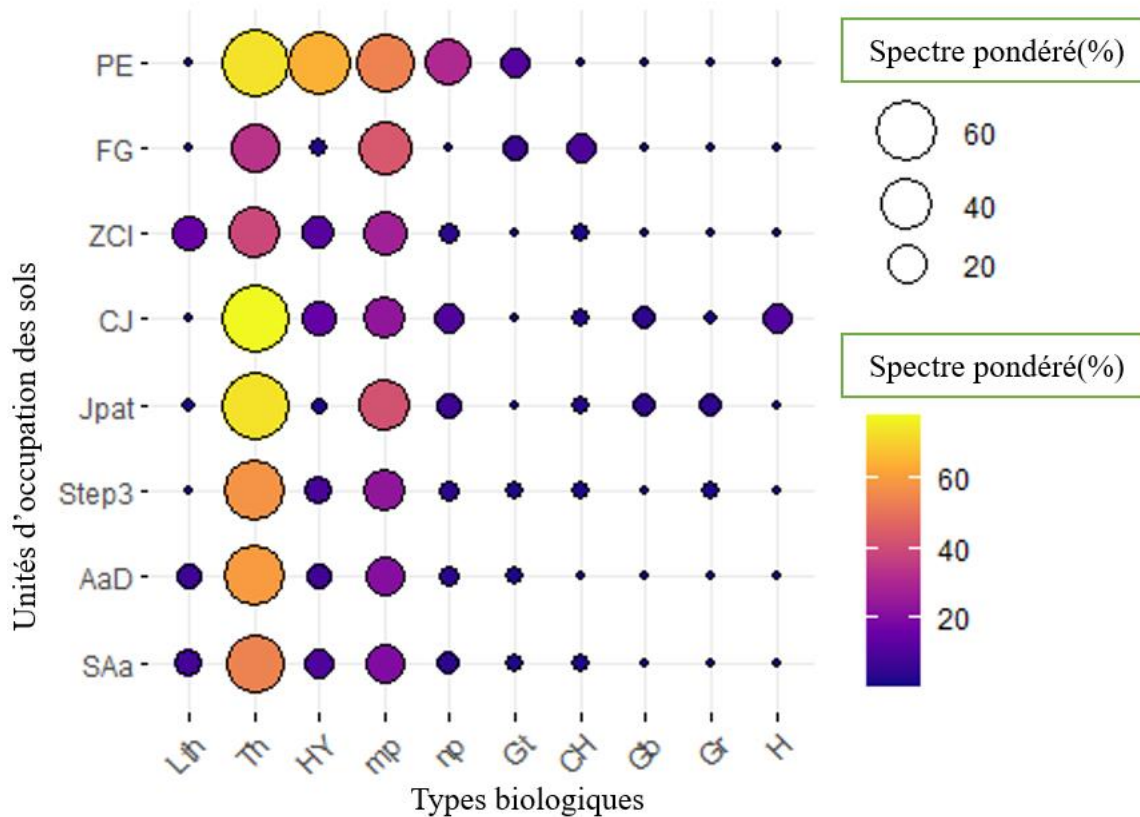 PE
FG
ZCI
CJ
Jpat
Step3
AaD
SAa
Unités d’occupation des sols
Lth
Th
HY
mp
np
Gt
CH
Gb
Gr
H
Types biologiques
Spectre pondéré(%)
60
40
20
Spectre pondéré(%)
60
40
20